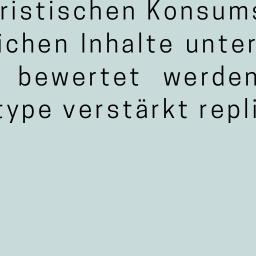 ristischen Konsums
ichen Inhalte unter
bewertet werden
type verstärkt repli